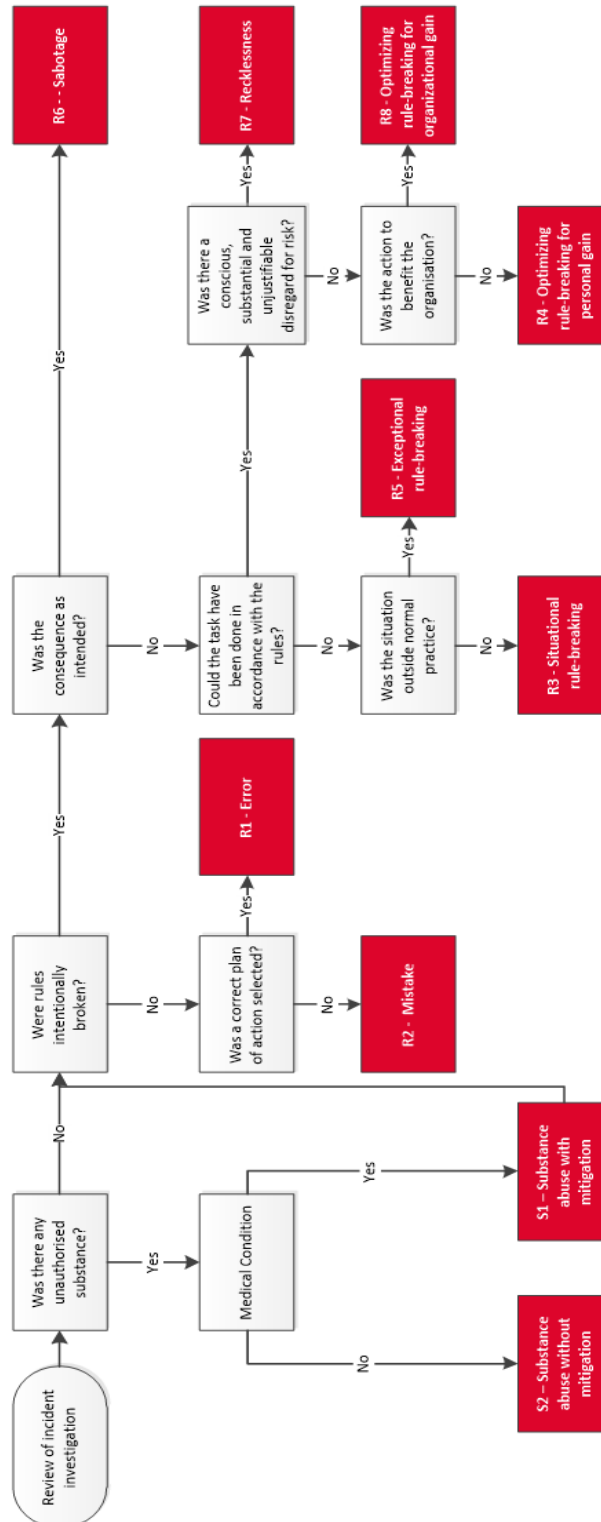 Review of incident
investigation
Was there any
unauthorised
substance?
No
Yes
Medical Condition
No
Yes
S2 – Substance
abuse without
mitigation
S1 – Substance
abuse with
mitigation
Were rules
intentionally
broken?
Yes
No
Was a correct plan
of action selected?
Yes
R1 - Error
No
R2 -  Mistake
Was the
consequence as
intended?
Yes
R6 - - Sabotage
No
Could the task have
been done in
accordance with the
rules?
Yes
No
Was the situation
outside normal
practice?
Yes
R5 - Exceptional
rule-breaking
No
R3 - Situational
rule-breaking
Was there a
conscious,
substantial and
unjustifiable
disregard for risk?
Yes
R7 - Recklessness
No
Was the action to
benefit the
organisation?
Yes
R8 - Optimizing
rule-breaking for
organizational gain
No
R4 - Optimizing
rule-breaking for
personal gain